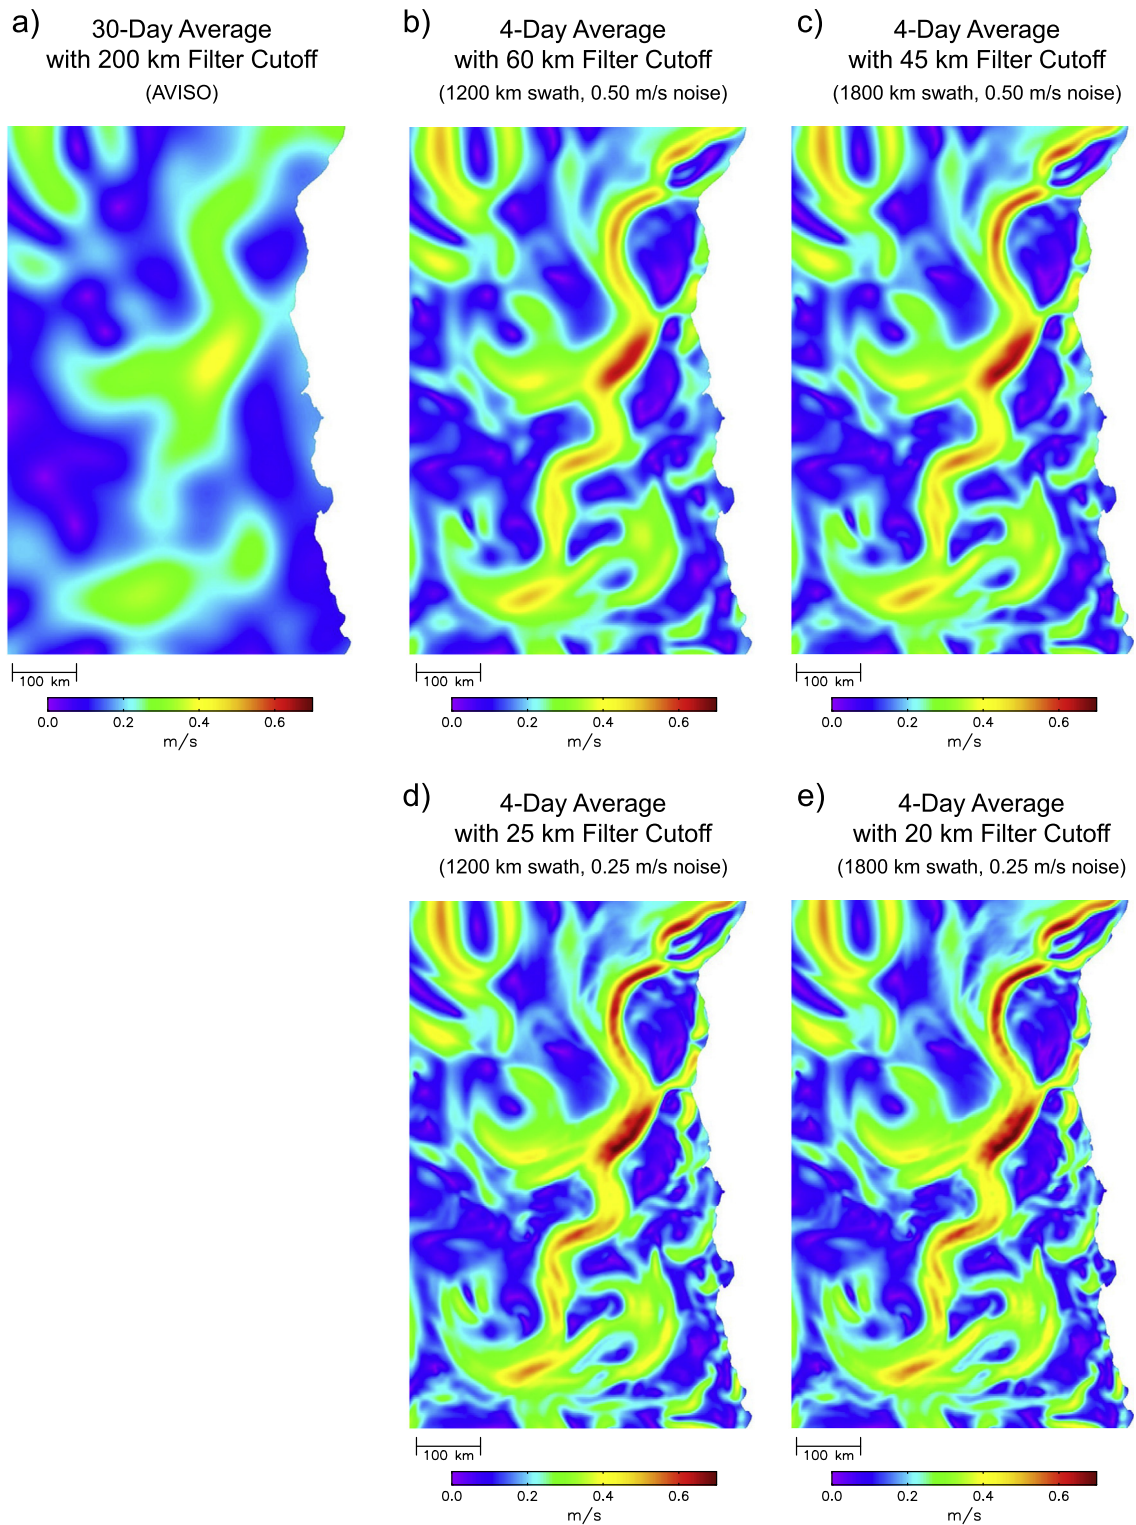 a)
30-Day Average
with 200 km Filter Cutoff
(AVISO)
b)
4-Day Average
with 60 km Filter Cutoff
(1200 km swath, 0.50 m/s noise)
c)
4-Day Average
with 45 km Filter Cutoff
(1800 km swath, 0.50 m/s noise)
100 km
0.0 0.2 0.4 0.6
m/s
100 km
0.0 0.2 0.4 0.6
m/s
100 km
0.0 0.2 0.4 0.6
m/s
d)
4-Day Average
with 25 km Filter Cutoff
(1200 km swath, 0.25 m/s noise)
e)
4-Day Average
with 20 km Filter Cutoff
(1800 km swath, 0.25 m/s noise)
100 km
0.0 0.2 0.4 0.6
m/s
100 km
0.0 0.2 0.4 0.6
m/s